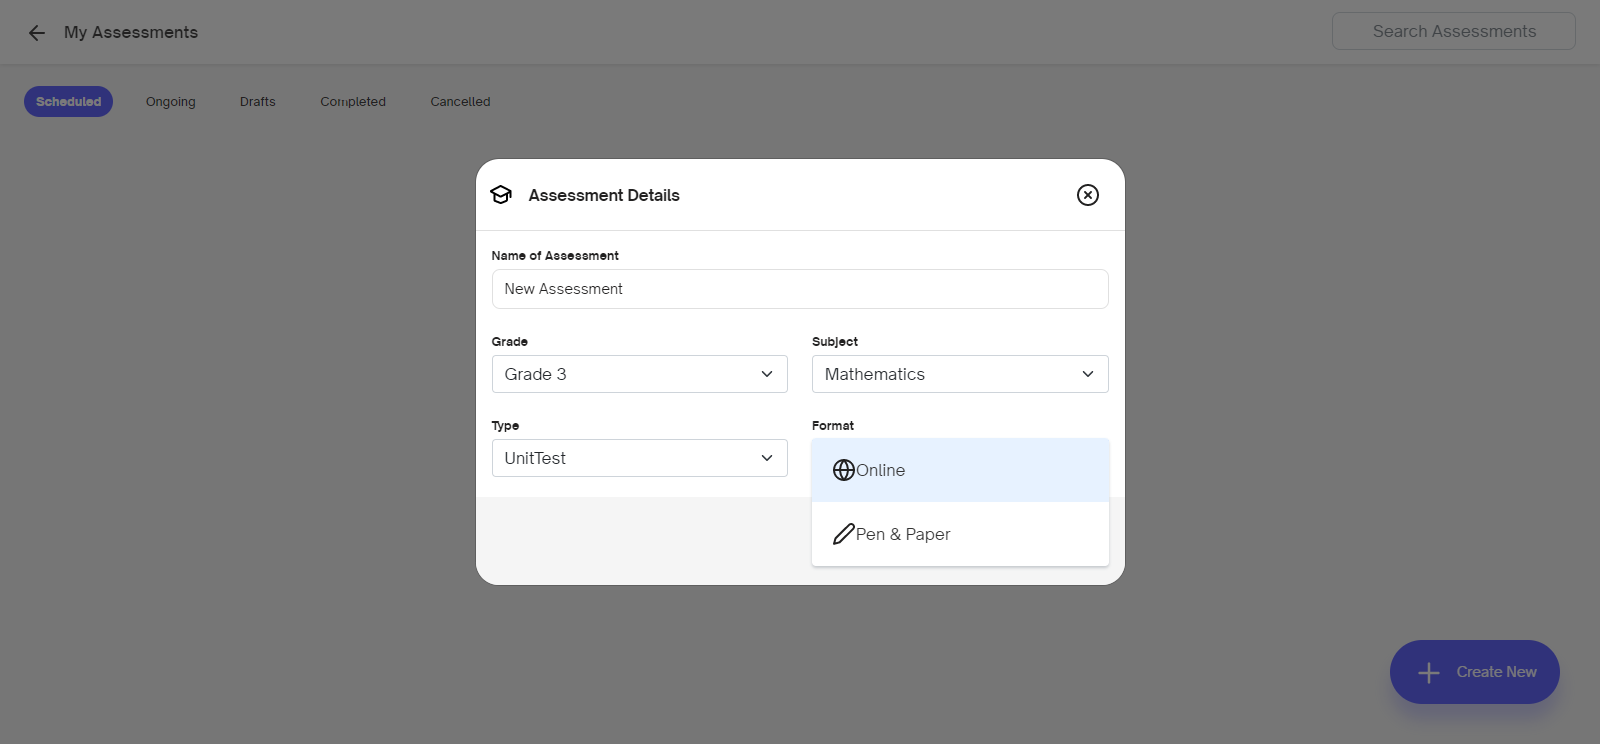 My Assessments
Search Assessments
Scheduled
Ongoing
Drafts
Completed
Cancelled
Assessment Details
Name of Assessment
New Assessment
Grade
Subject
Grade 3
Mathematics
Type
Format
UnitTest
Online
Pen & Paper
Create New